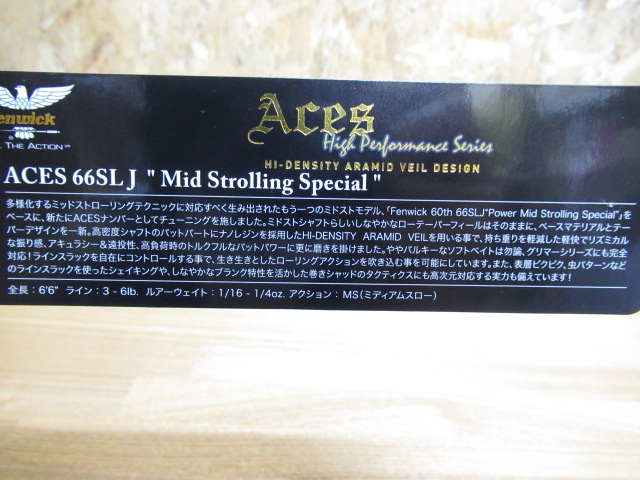 enwick
®
. THE ACTION
Aces
High Performance Series
HI-DENSITY ARAMID VEIL DESIGN
ACES 66SLJ " Mid Strolling Special "
多様化するミッドストローリングテクニックに対応すべく生み出されたもう一つのミドストモデル、「Fenwick 60th 66SLJ"Power Mid Strolling Special"」を
ベースに、新たにACESナンバーとしてチューニングを施しました。ミドストシャフトらしいしなやかなローテーパーフィールはそのままに、ベースマテリアルとテー
パーデザインを一新。高密度シャフトのバットパートにナノレジンを採用したHI-DENSITY ARAMID VEILを用いる事で、持ち重りを軽減した軽快でリズミカル
な振り感、アキュラシー＆遠投性、高負荷時のトルクフルなバットパワーに更に磨きを掛けました。ややバルキーなソフトベイトは勿論、グリマーシリーズにも完全
対応！ラインスラックを自在にコントロールする事で、生き生きとしたローリングアクションを吹き込む事を可能にしています。また、表層ピクピク、虫パターンなど
のラインスラックを使ったシェイキングや、しなやかなブランク特性を活かした巻きシャッドのタクティクスにも高次元対応する実力も備えています！
全長：6'6" ライン：3 - 6lb. ルアーウェイト：1/16 - 1/4oz. アクション：MS（ミディアムスロー）